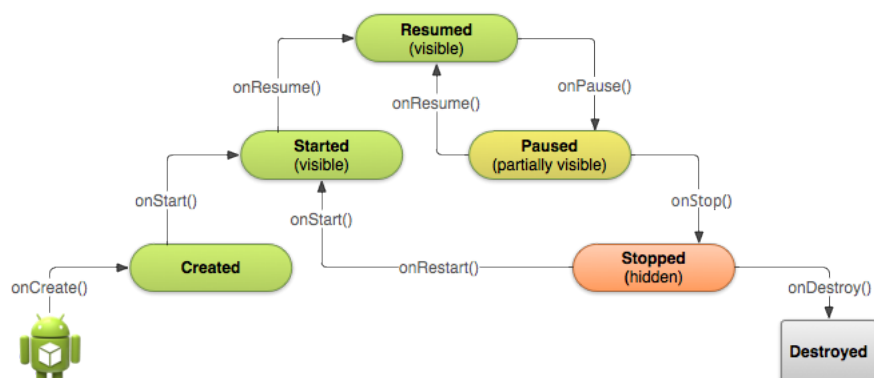 Resumed
(visible)
onResume()
onResume()
onPause()
Started
(visible)
Paused
(partially visible)
onStart()
onStart()
onStop()
Created
onRestart()
Stopped
(hidden)
onCreate()
onDestroy()
Destroyed